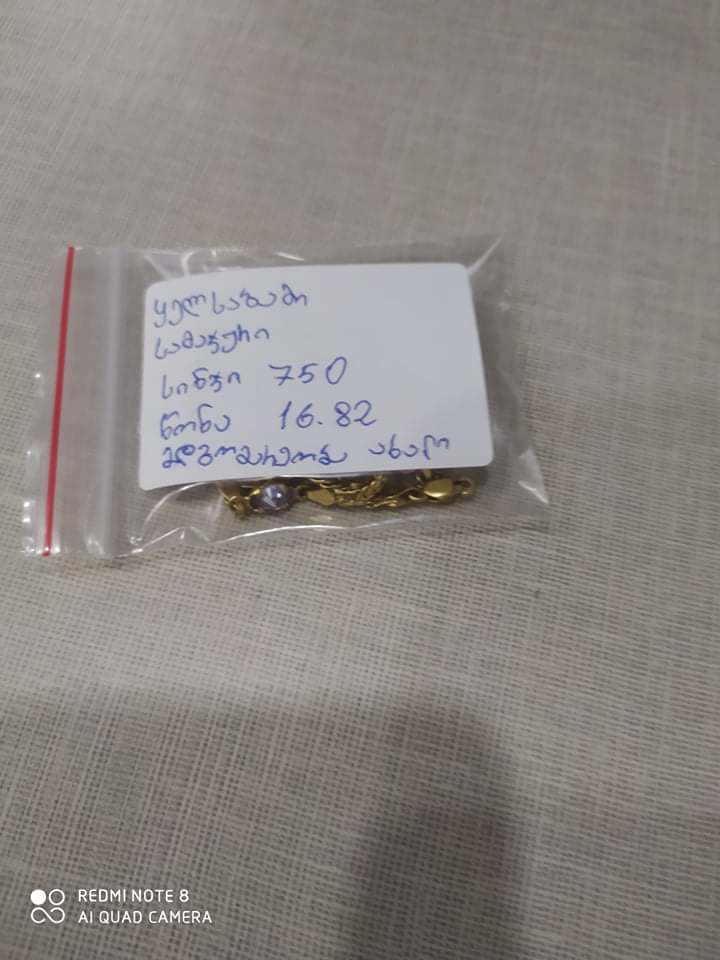 ყელსაბამი
სამაჯური
სინჯი 750
წონა 16.82
მდგომარეობა ახალი
REDMI NOTE 8
AI QUAD CAMERA